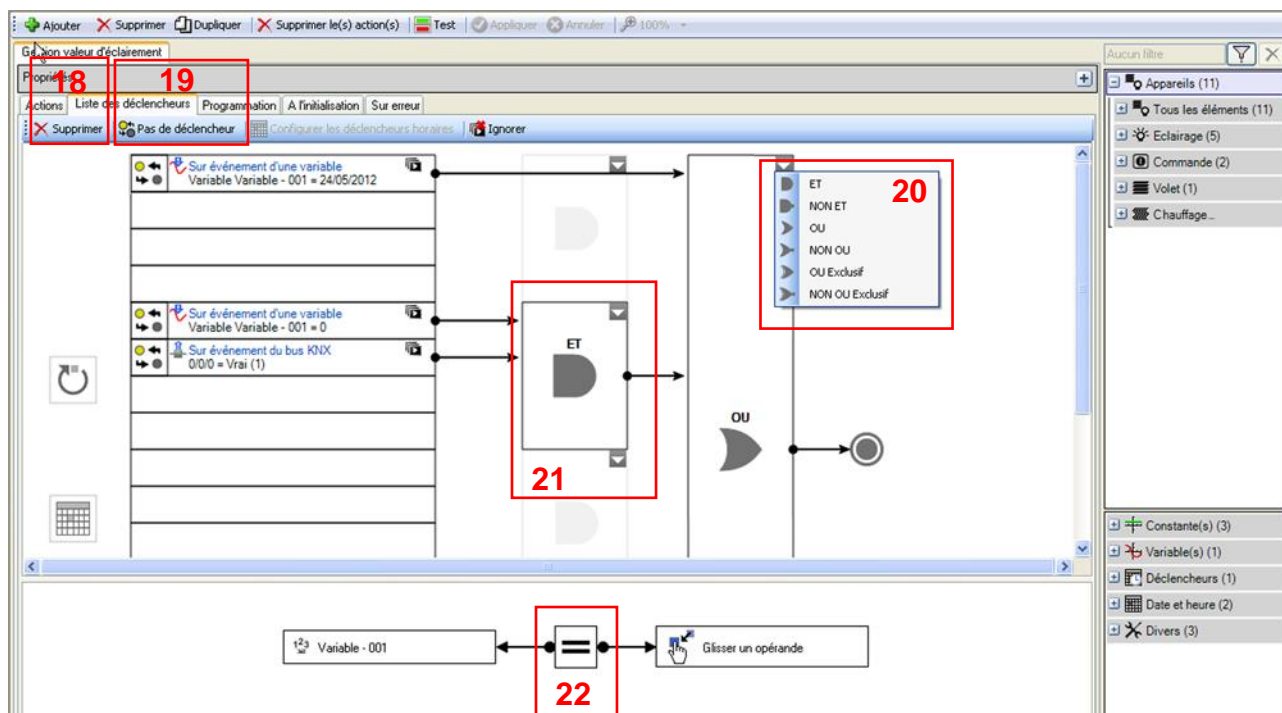 Ajouter Supprimer Dupliquer Supprimer le(s) action(s) Test Appliquer Annuler 100%
Gestion valeur d'éclairement
Aucun filtre
Propriétés
18
19
Appareils (11)
Actions Liste des déclencheurs Programmation A l'initialisation Sur erreur
Tous les éléments (11)
Supprimer Pas de déclencheur Configurer les déclencheurs horaires Ignorer
Eclairage (5)
Commande (2)
Volet (1)
Chauffage...
Sur événement d'une variable
Variable Variable - 001 = 24/05/2012
ET
20
NON ET
OU
NON OU
OU Exclusif
NON OU Exclusif
Sur événement d'une variable
Variable Variable - 001 = 0
Sur événement du bus KNX
0/0/0 = Vrai (1)
ET
21
OU
Constante(s) (3)
Variable(s) (1)
Déclencheurs (1)
Date et heure (2)
Divers (3)
123 Variable - 001
=
Glisser un opérande
22